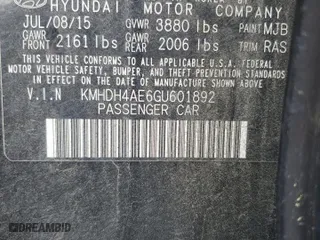 HYUNDAI MOTOR COMPANY
JUL/08/15 GVWR 3880 lbs PAINT MJB
GAWR FRONT 2161 lbs GAWR REAR 2006 lbs TRIM RAS
THIS VEHICLE CONFORMS TO ALL APPLICABLE
U.S. FEDERAL MOTOR VEHICLE SAFETY, BUMPER, AND THEFT
PREVENTION STANDARDS IN EFFECT ON THE DATE OF
MANUFACTURE SHOWN ABOVE.
V.I.N KMHDH4AE6GU601892
PASSENGER CAR
DREAMBID